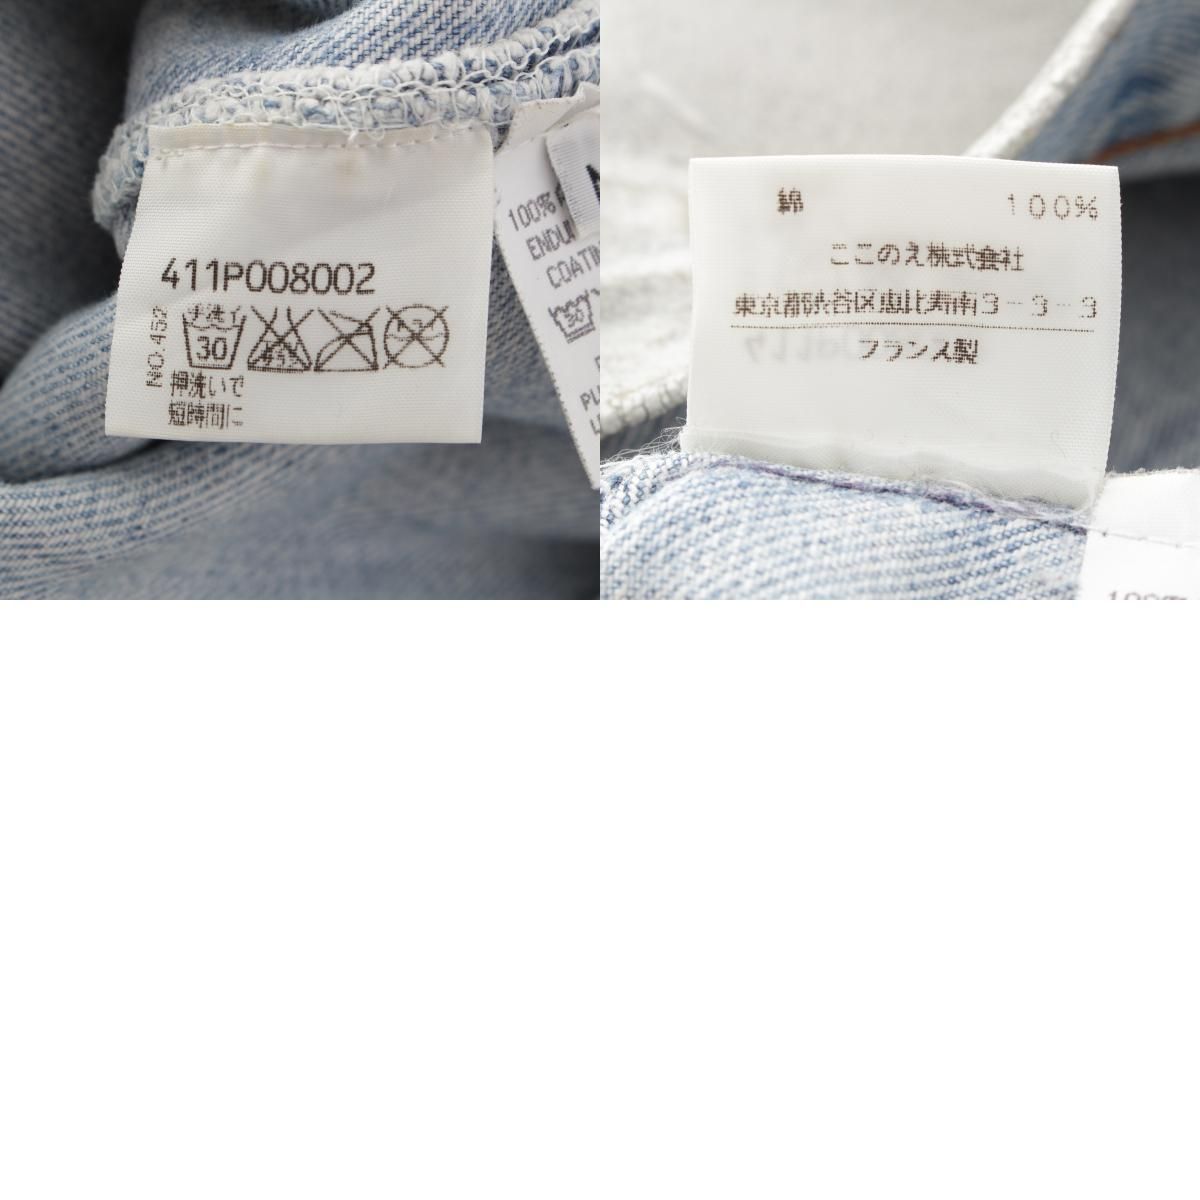 411P008002
手洗イ
30
NO.452
押洗いで
短時間に
100%
COATIN
30
綿 100%
ここのえ株式会社
東京都渋谷区恵比寿南3-3-3
フランス製